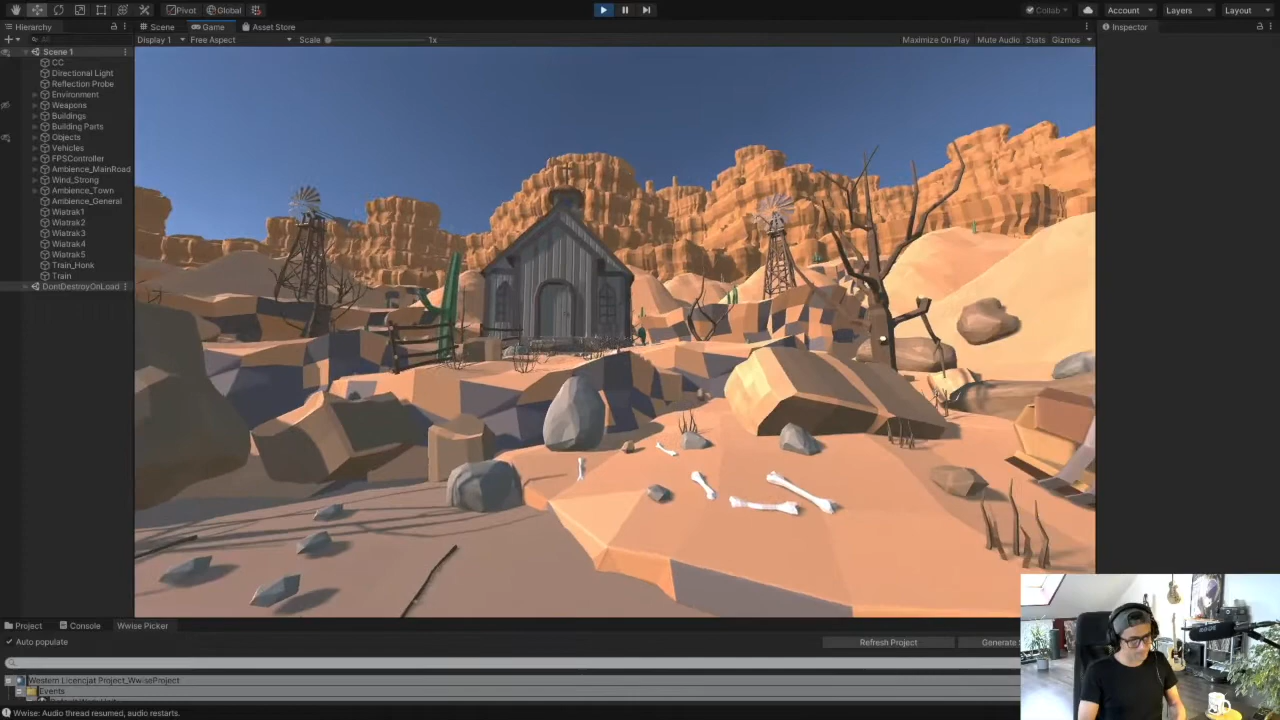 Pivot Global Collab Account Layers Layout
Hierarchy Scene Game Asset Store Inspector
All
Display 1 Free Aspect Scale 1x Maximize On Play Mute Audio Stats Gizmos
Scene 1
CC
Directional Light
Reflection Probe
Environment
Weapons
Buildings
Building Parts
Objects
Vehicles
FPSController
Ambience_MainRoad
Wind_Strong
Ambience_Town
Ambience_General
Wiatrak1
Wiatrak2
Wiatrak3
Wiatrak4
Wiatrak5
Train_Honk
Train
DontDestroyOnLoad
Project Console Wwise Picker
Auto populate Refresh Project Generate
Western Licencjat Project_WwiseProject
Events
Wwise: Audio thread resumed, audio restarts.